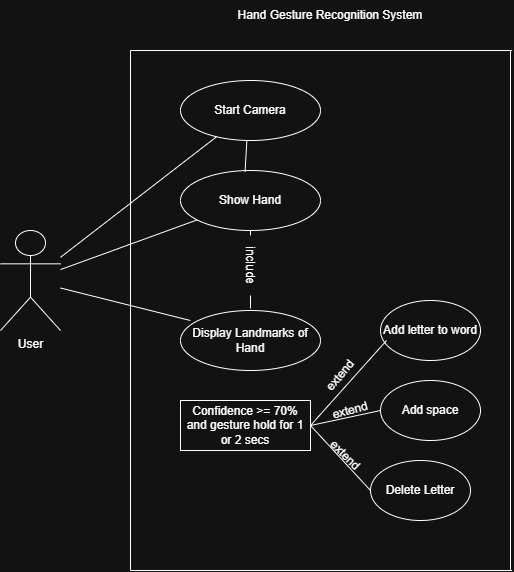 Hand Gesture Recognition System
Start Camera
Show Hand
include
User
Display Landmarks of
Hand
Add letter to word
extend
Confidence >= 70%
and gesture hold for 1
or 2 secs
extend
Add space
extend
Delete Letter